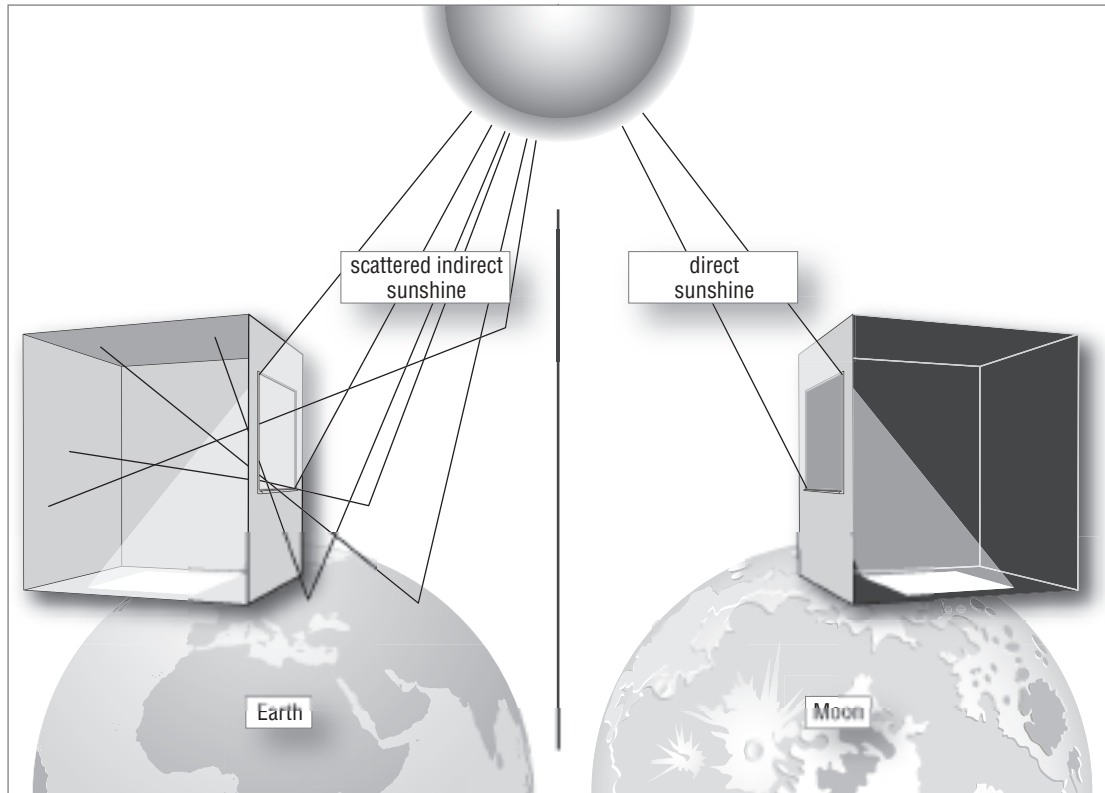 scattered indirect
sunshine
direct
sunshine
Earth
Moon